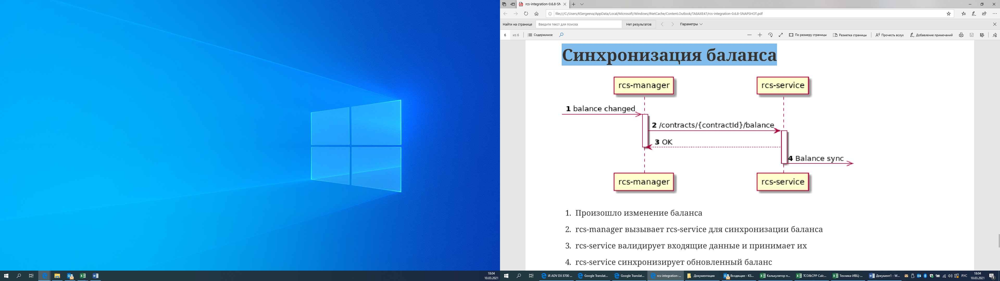 rcs-integration-0.6.8-SN
file:///C:/Users/KSergeeva/AppData/Local/Microsoft/Windows/INetCache/Content.Outlook/TA8AXE47/rcs-integration-0.6.8-SNAPSHOT.pdf
Найти на странице Введите текст для поиска Нет результатов Параметры
6 из 6 Содержимое По размеру страницы Разметка страницы Прочесть вслух Добавление примечаний
Синхронизация баланса
rcs-manager rcs-service
1 balance changed
2 /contracts/{contractId}/balance
3 OK
4 Balance sync
rcs-manager rcs-service
1. Произошло изменение баланса
2. rcs-manager вызывает rcs-service для синхронизации баланса
3. rcs-service валидирует входящие данные и принимает их
4. rcs-service синхронизирует обновленный баланс
18:04
10.03.2021
iR ADV DX 8700 ... Google Translat... Google Translat... rcs-integration-... Документация Входящие - KS... Калькулятор п... TCO&CPP Calc... Техника-ИВЦ-... Документ1 - W... РУС
18:04
10.03.2021